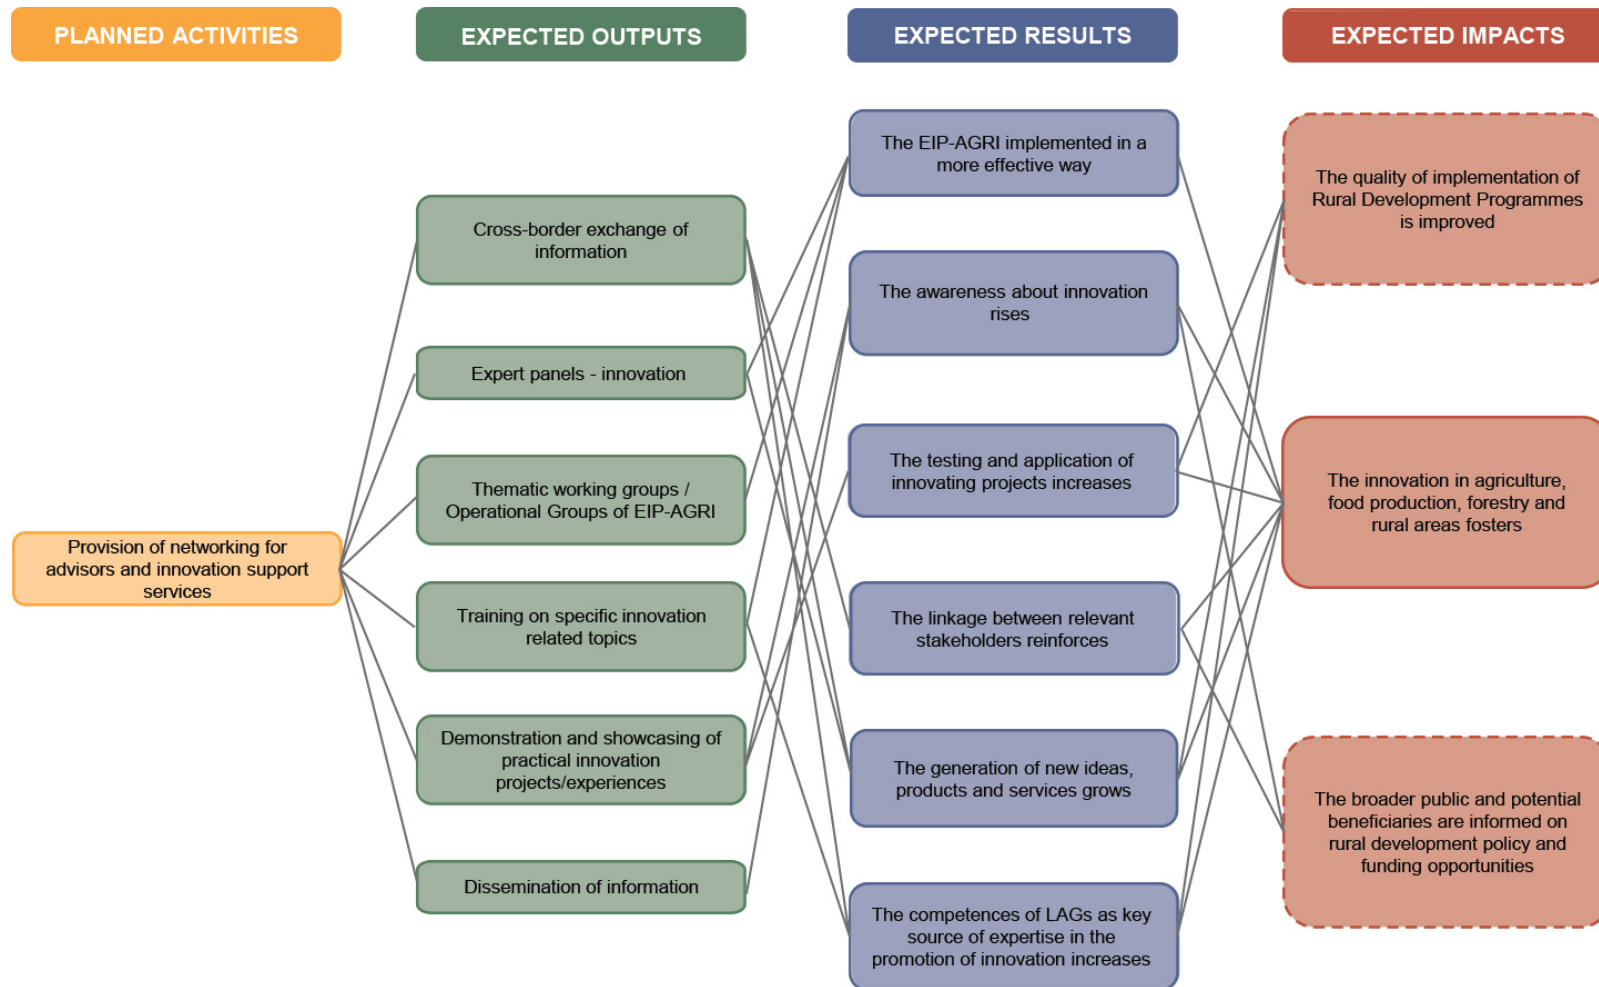 PLANNED ACTIVITIES
EXPECTED OUTPUTS
EXPECTED RESULTS
EXPECTED IMPACTS
Provision of networking for
advisors and innovation support
services
Cross-border exchange of
information
Expert panels - innovation
Thematic working groups /
Operational Groups of EIP-AGRI
Training on specific innovation
related topics
Demonstration and showcasing of
practical innovation
projects/experiences
Dissemination of information
The EIP-AGRI implemented in a
more effective way
The awareness about innovation
rises
The testing and application of
innovating projects increases
The linkage between relevant
stakeholders reinforces
The generation of new ideas,
products and services grows
The competences of LAGs as key
source of expertise in the
promotion of innovation increases
The quality of implementation of
Rural Development Programmes
is improved
The innovation in agriculture,
food production, forestry and
rural areas fosters
The broader public and potential
beneficiaries are informed on
rural development policy and
funding opportunities